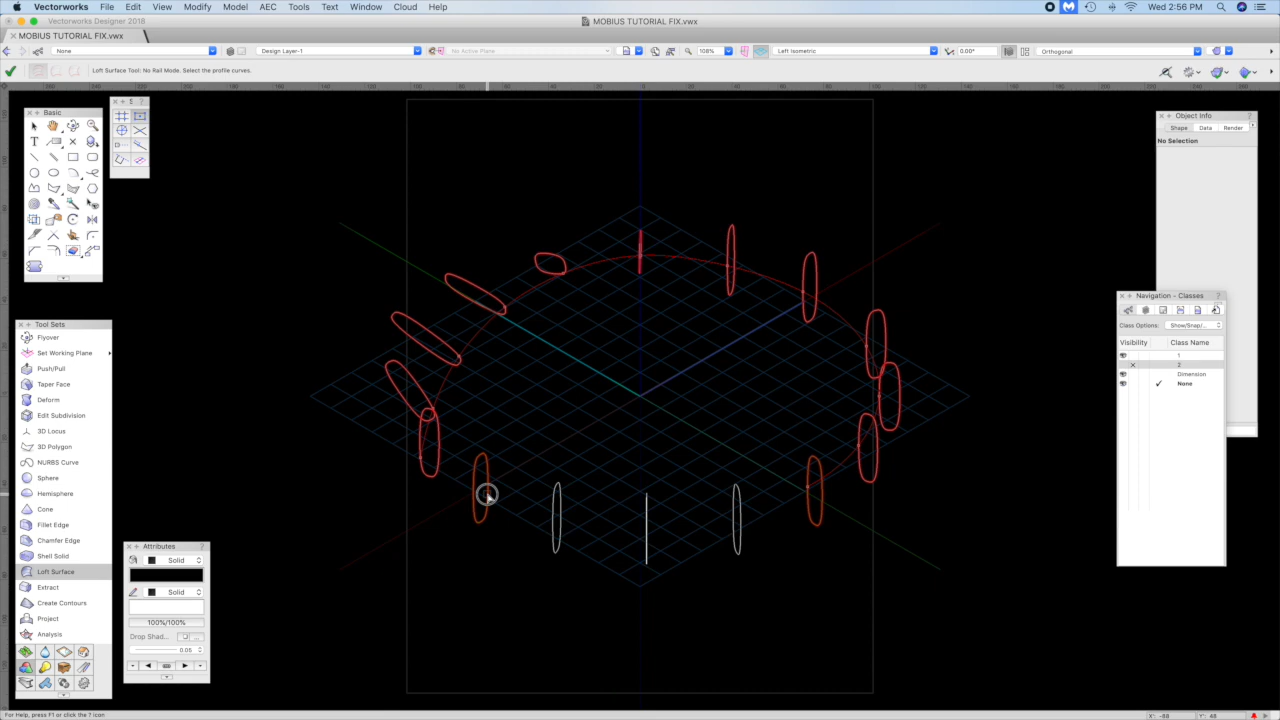 Vectorworks File Edit View Modify Model AEC Tools Text Window Cloud Help
Wed 2:56 PM
Vectorworks Designer 2018
MOBIUS TUTORIAL FIX.vwx
MOBIUS TUTORIAL FIX.vwx
None
Design Layer-1
No Active Plane
108%
Left Isometric
0.00°
Orthogonal
Loft Surface Tool: No Rail Mode. Select the profile curves.
Basic
Tool Sets
Flyover
Set Working Plane
Push/Pull
Taper Face
Deform
Edit Subdivision
3D Locus
3D Polygon
NURBS Curve
Sphere
Hemisphere
Cone
Fillet Edge
Chamfer Edge
Shell Solid
Loft Surface
Extract
Create Contours
Project
Analysis
Attributes
Solid
Solid
100%/100%
Drop Shad...
0.05
Object Info
Shape Data Render
No Selection
Navigation - Classes
Class Options: Show/Snap/...
Visibility Class Name
1
2
Dimension
None
For Help, press F1 or click the ? icon
X: -88 Y: 48